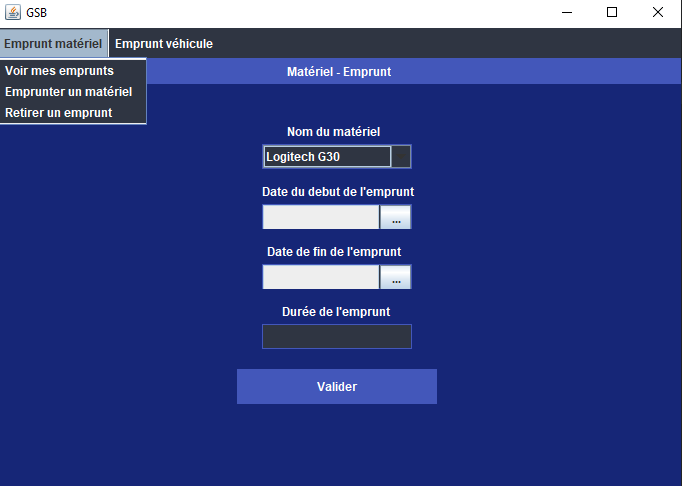 GSB
Emprunt matériel Emprunt véhicule
Voir mes emprunts
Emprunter un matériel
Retirer un emprunt
Matériel - Emprunt
Nom du matériel
Logitech G30
Date du debut de l'emprunt
...
Date de fin de l'emprunt
...
Durée de l'emprunt
Valider